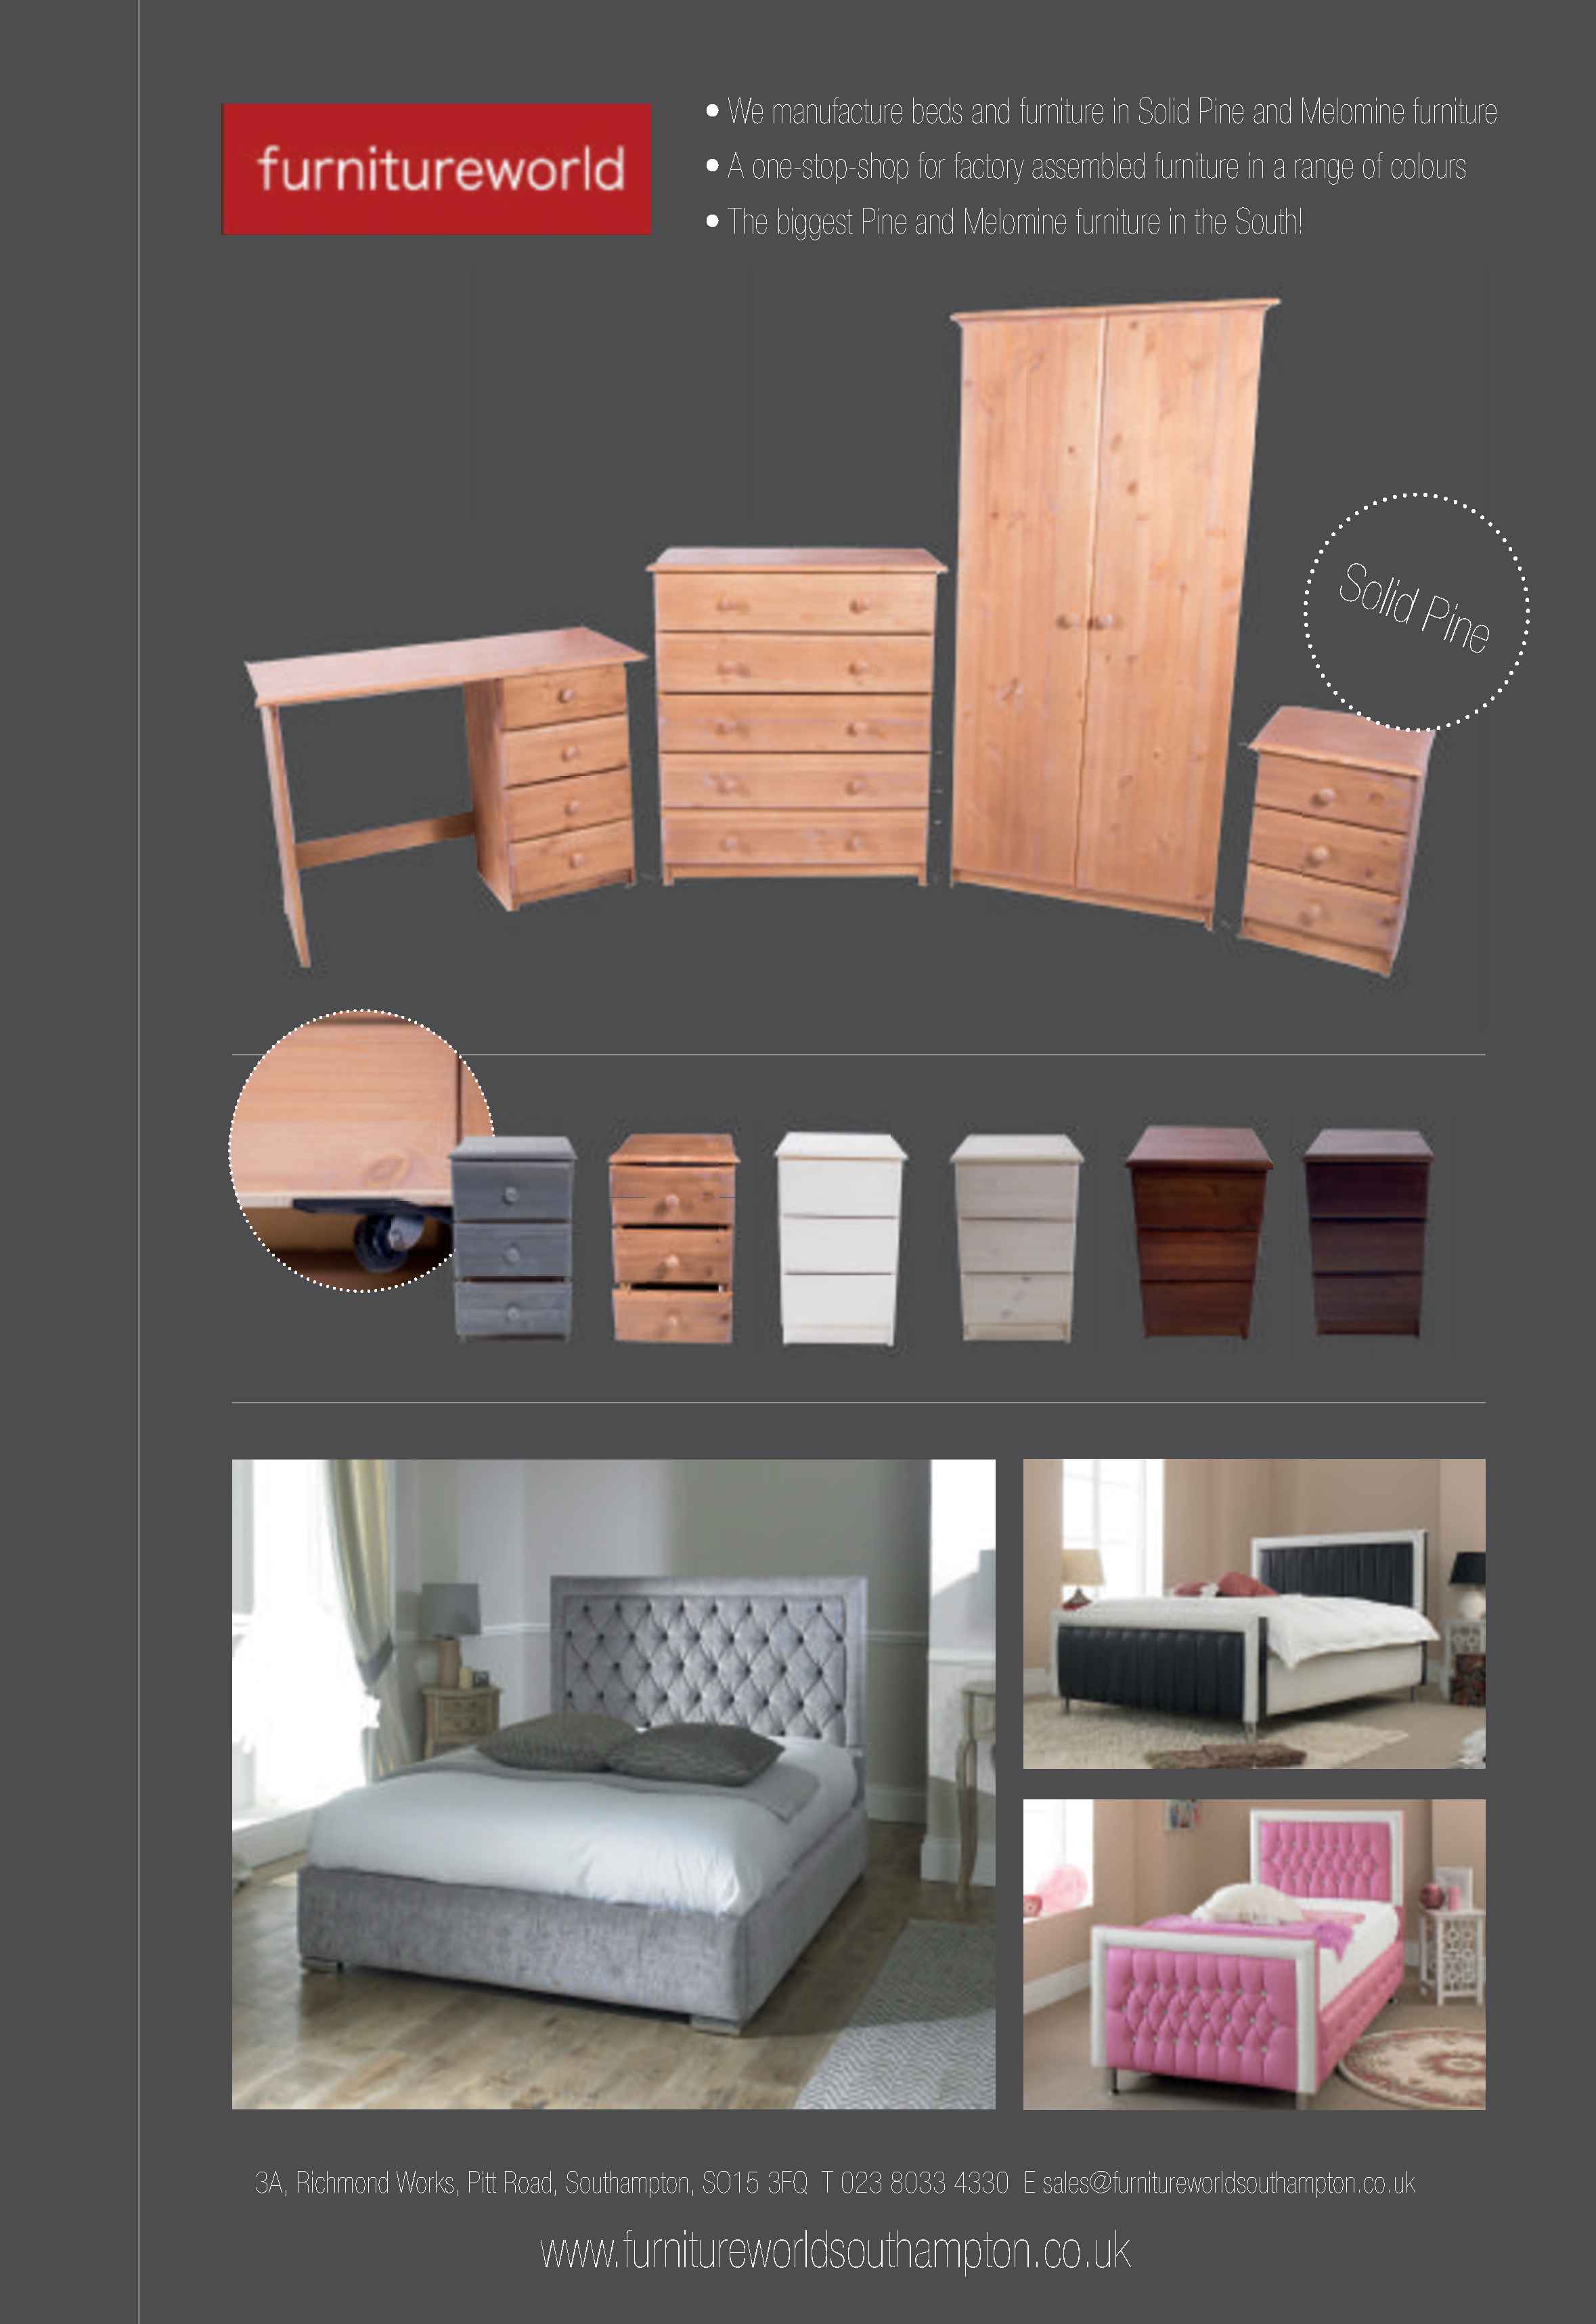 furnitureworld
• We manufacture beds and furniture in Solid Pine and Melomine furniture
• A one-stop-shop for factory assembled furniture in a range of colours
• The biggest Pine and Melomine furniture in the South!
Solid Pine
3A, Richmond Works, Pitt Road, Southampton, SO15 3FQ T 023 8033 4330 E sales@furnitureworldsouthampton.co.uk
www.furnitureworldsouthampton.co.uk